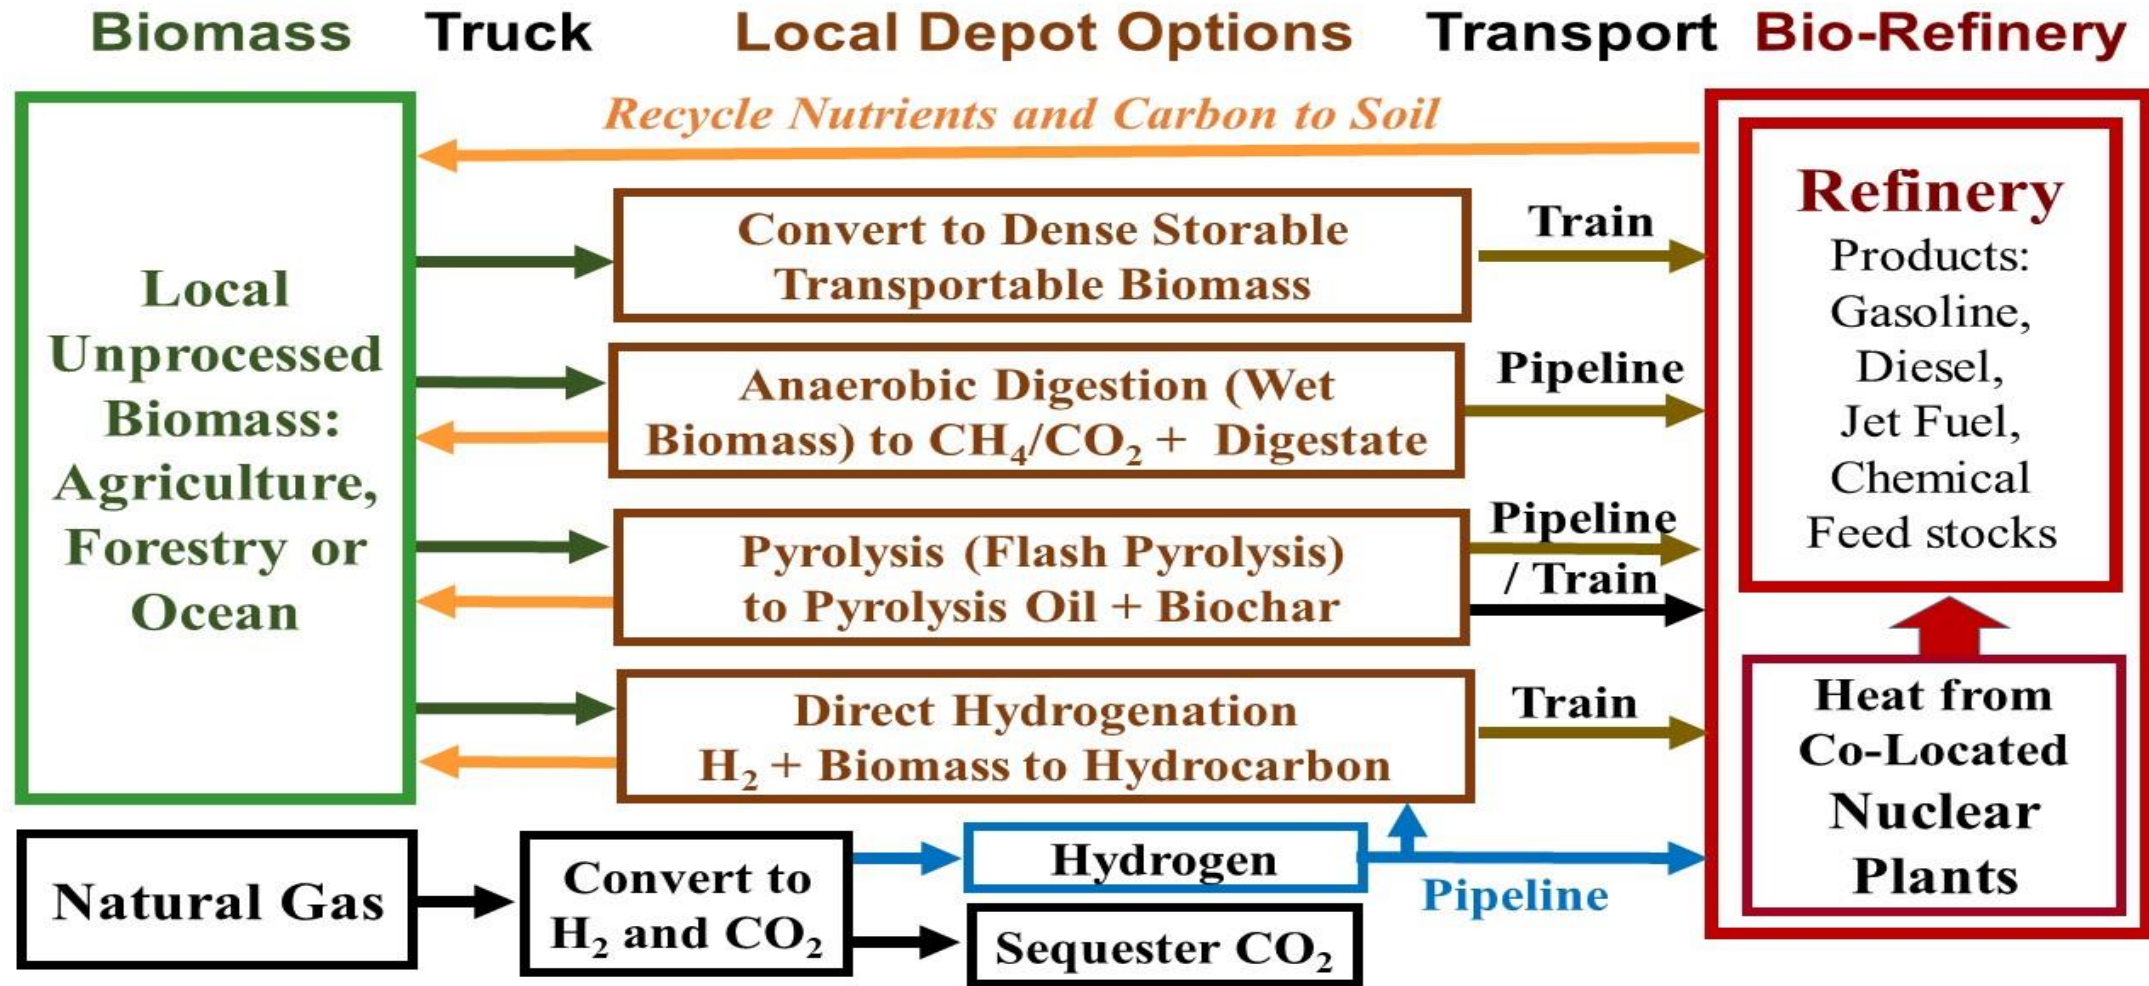 Biomass Truck Local Depot Options Transport Bio-Refinery
Recycle Nutrients and Carbon to Soil
Local
Unprocessed
Biomass:
Agriculture,
Forestry or
Ocean
Convert to Dense Storable
Transportable Biomass
Train
Anaerobic Digestion (Wet
Biomass) to CH₄/CO₂ + Digestate
Pipeline
Pyrolysis (Flash Pyrolysis)
to Pyrolysis Oil + Biochar
Pipeline
/ Train
Direct Hydrogenation
H₂ + Biomass to Hydrocarbon
Train
Refinery
Products:
Gasoline,
Diesel,
Jet Fuel,
Chemical
Feed stocks
Heat from
Co-Located
Nuclear
Plants
Natural Gas
Convert to
H₂ and CO₂
Hydrogen
Pipeline
Sequester CO₂